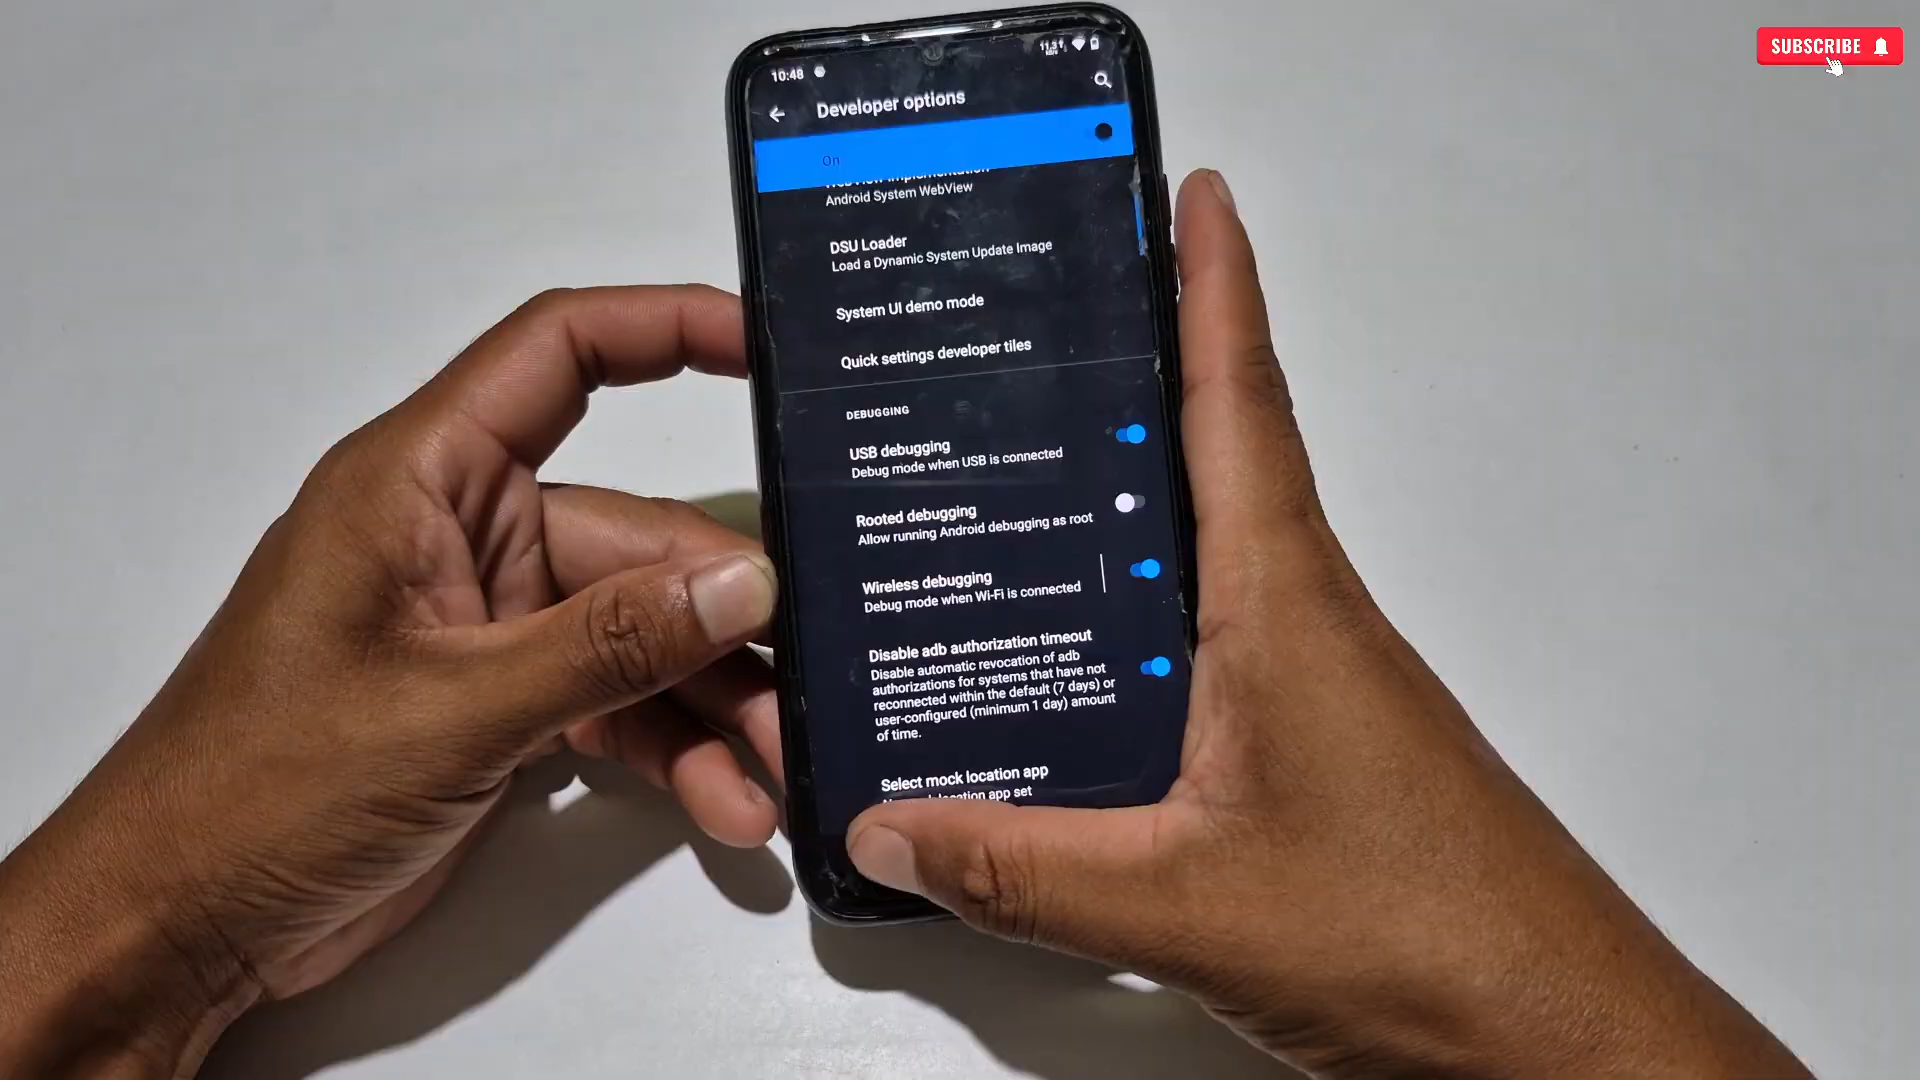 SUBSCRIBE
10:48
Developer options
On
Android System WebView
DSU Loader
Load a Dynamic System Update Image
System UI demo mode
Quick settings developer tiles
DEBUGGING
USB debugging
Debug mode when USB is connected
Rooted debugging
Allow running Android debugging as root
Wireless debugging
Debug mode when Wi-Fi is connected
Disable adb authorization timeout
Disable automatic revocation of adb
authorizations for systems that have not
reconnected within the default (7 days) or
user-configured (minimum 1 day) amount
of time.
Select mock location app
app set